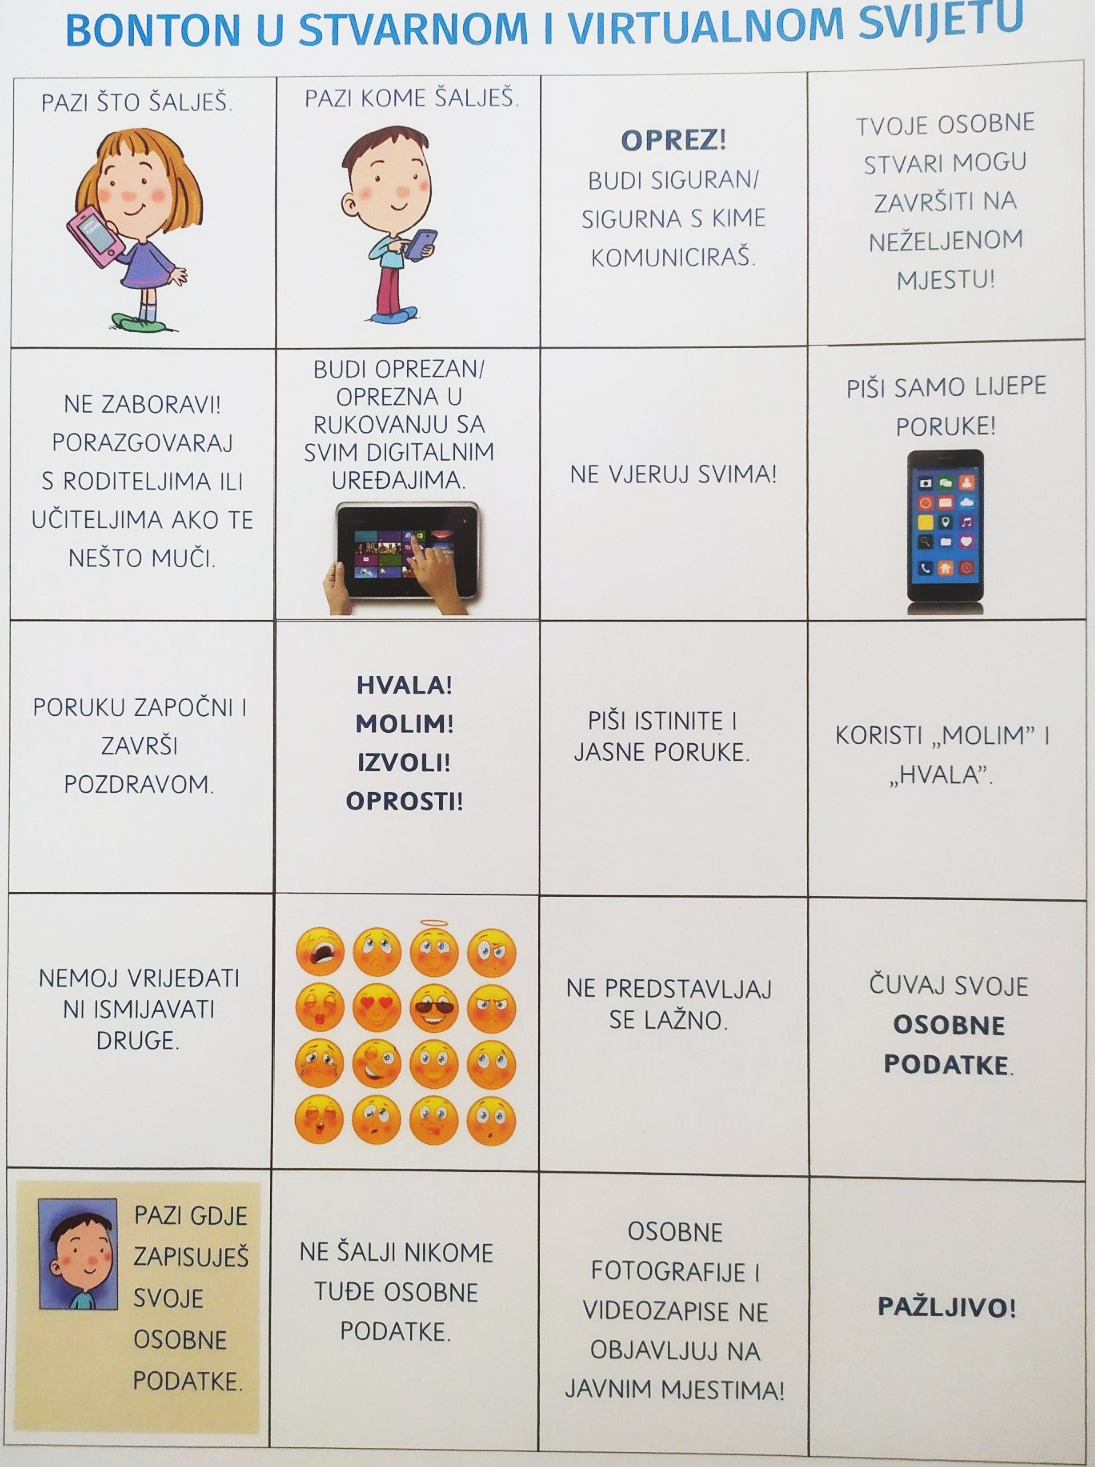 BONTON U STVARNOM I VIRTUALNOM SVIJETU
PAZI ŠTO ŠALJEŠ.
PAZI KOME ŠALJEŠ.
OPREZ!
BUDI SIGURAN/
SIGURNA S KIME
KOMUNICIRAŠ.
TVOJE OSOBNE
STVARI MOGU
ZAVRŠITI NA
NEŽELJENOM
MJESTU!
NE ZABORAVI!
PORAZGOVARAJ
S RODITELJIMA ILI
UČITELJIMA AKO TE
NEŠTO MUČI.
BUDI OPREZAN/
OPREZNA U
RUKOVANJU SA
SVIM DIGITALNIM
UREĐAJIMA.
NE VJERUJ SVIMA!
PIŠI SAMO LIJEPE
PORUKE!
PORUKU ZAPOČNI I
ZAVRŠI
POZDRAVOM.
HVALA!
MOLIM!
IZVOLI!
OPROSTI!
PIŠI ISTINITE I
JASNE PORUKE.
KORISTI „MOLIM” I
„HVALA”.
NEMOJ VRIJEĐATI
NI ISMIJAVATI
DRUGE.
NE PREDSTAVLJAJ
SE LAŽNO.
ČUVAJ SVOJE
OSOBNE
PODATKE.
PAZI GDJE
ZAPISUJEŠ
SVOJE
OSOBNE
PODATKE.
NE ŠALJI NIKOME
TUĐE OSOBNE
PODATKE.
OSOBNE
FOTOGRAFIJE I
VIDEOZAPISE NE
OBJAVLJUJ NA
JAVNIM MJESTIMA!
PAŽLJIVO!